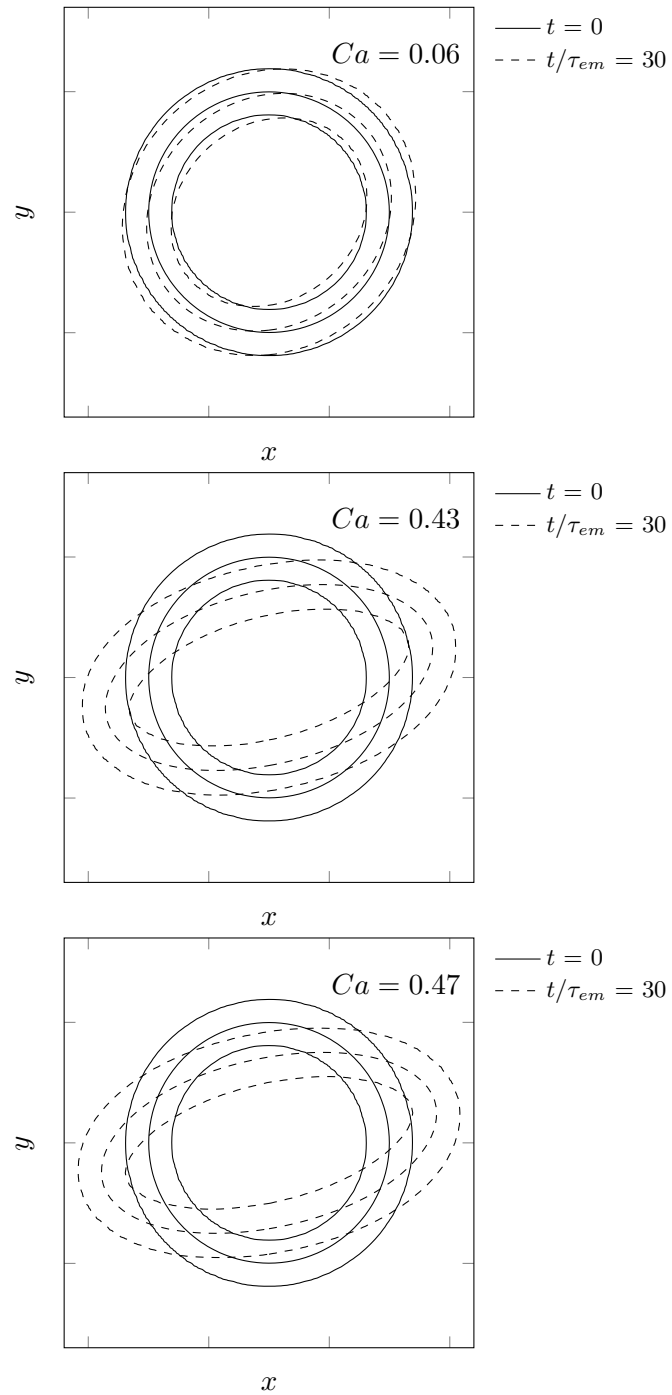 Ca = 0.06
t = 0
t/τ_em = 30
y
x
Ca = 0.43
t = 0
t/τ_em = 30
y
x
Ca = 0.47
t = 0
t/τ_em = 30
y
x